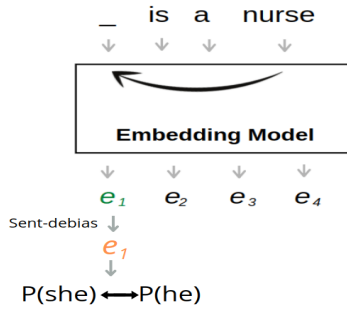 _ is a nurse
Embedding Model
e₁ e₂ e₃ e₄
Sent-debias
e₁
P(she) P(he)